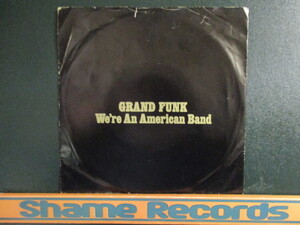 GRAND FUNK
We're An American Band
Shame Records